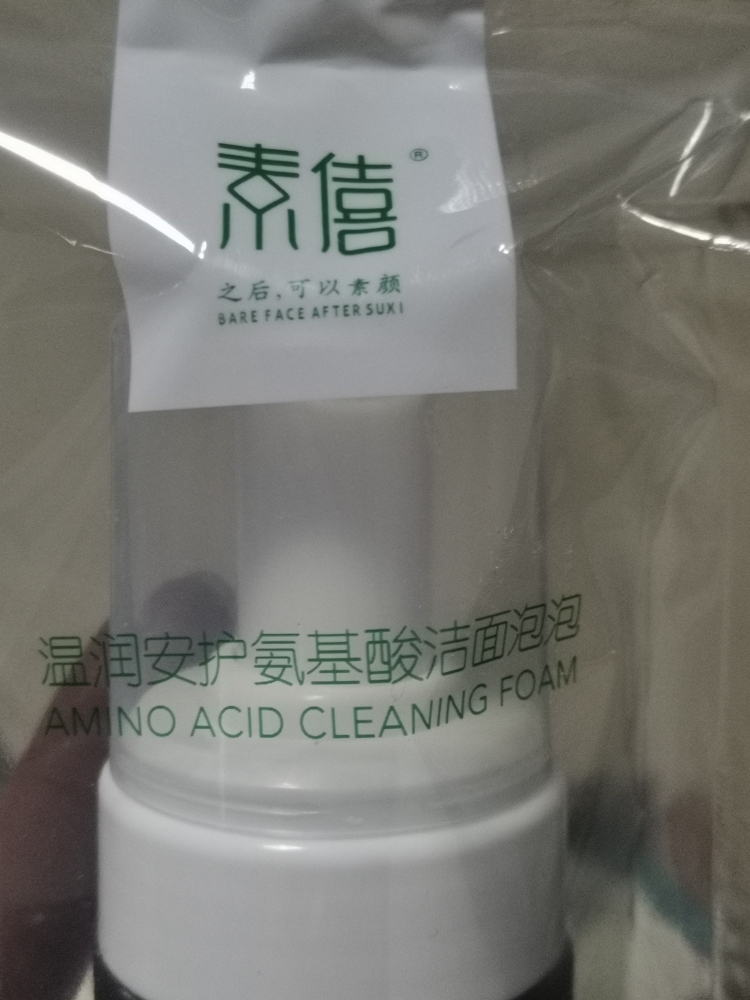 素僖®
之后,可以素颜
BARE FACE AFTER SUXI
温润安护氨基酸洁面泡泡
AMINO ACID CLEANING FOAM